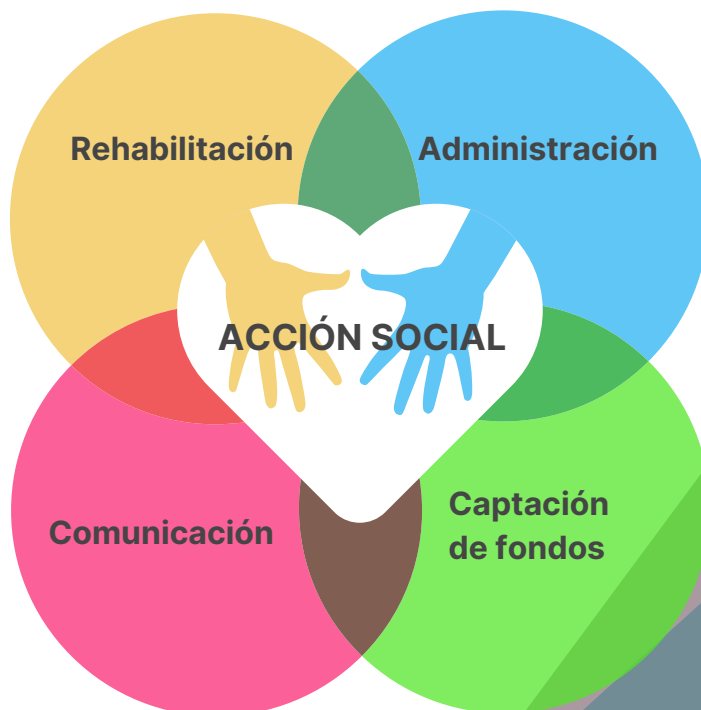 Rehabilitación
Administración
ACCIÓN SOCIAL
Comunicación
Captación
de fondos